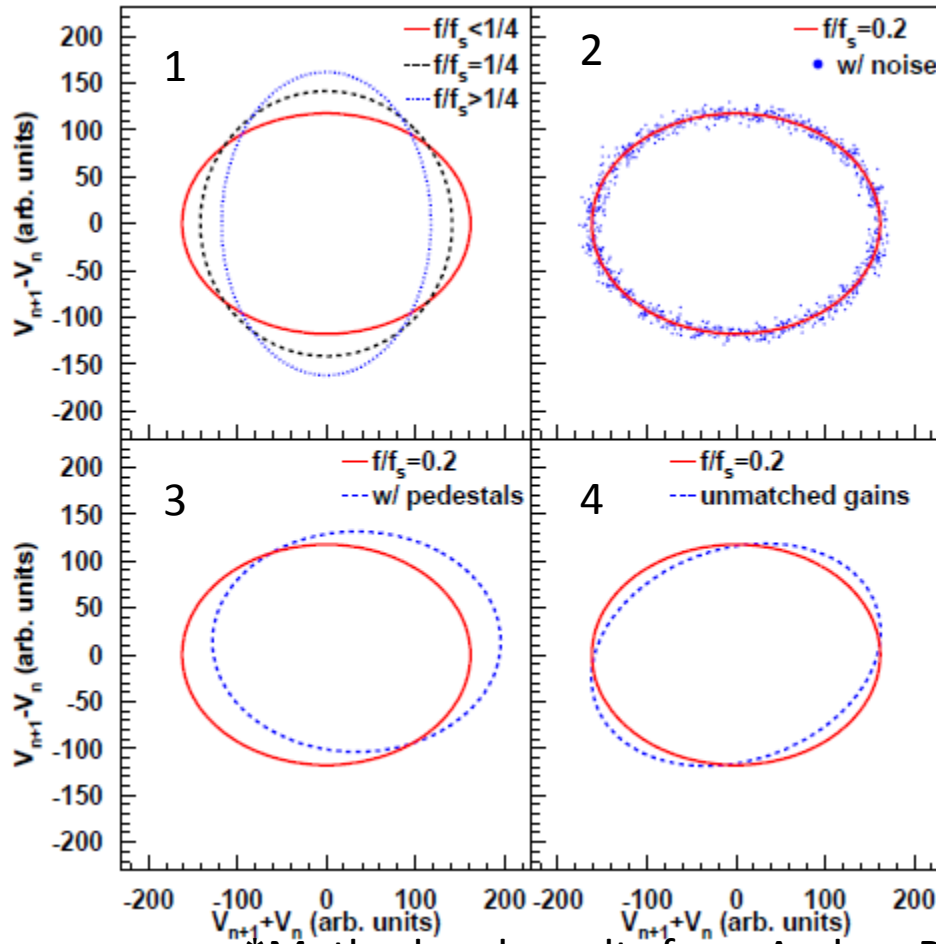 1
f/fs<1/4
f/fs=1/4
f/fs>1/4
2
f/fs=0.2
w/ noise
200
150
100
50
0
-50
-100
-150
-200
Vn+1-Vn (arb. units)
3
f/fs=0.2
w/ pedestals
4
f/fs=0.2
unmatched gains
200
150
100
50
0
-50
-100
-150
-200
Vn+1-Vn (arb. units)
-200 -100 0 100 200 -200 -100 0 100 200
Vn+1+Vn (arb. units) Vn+1+Vn (arb. units)